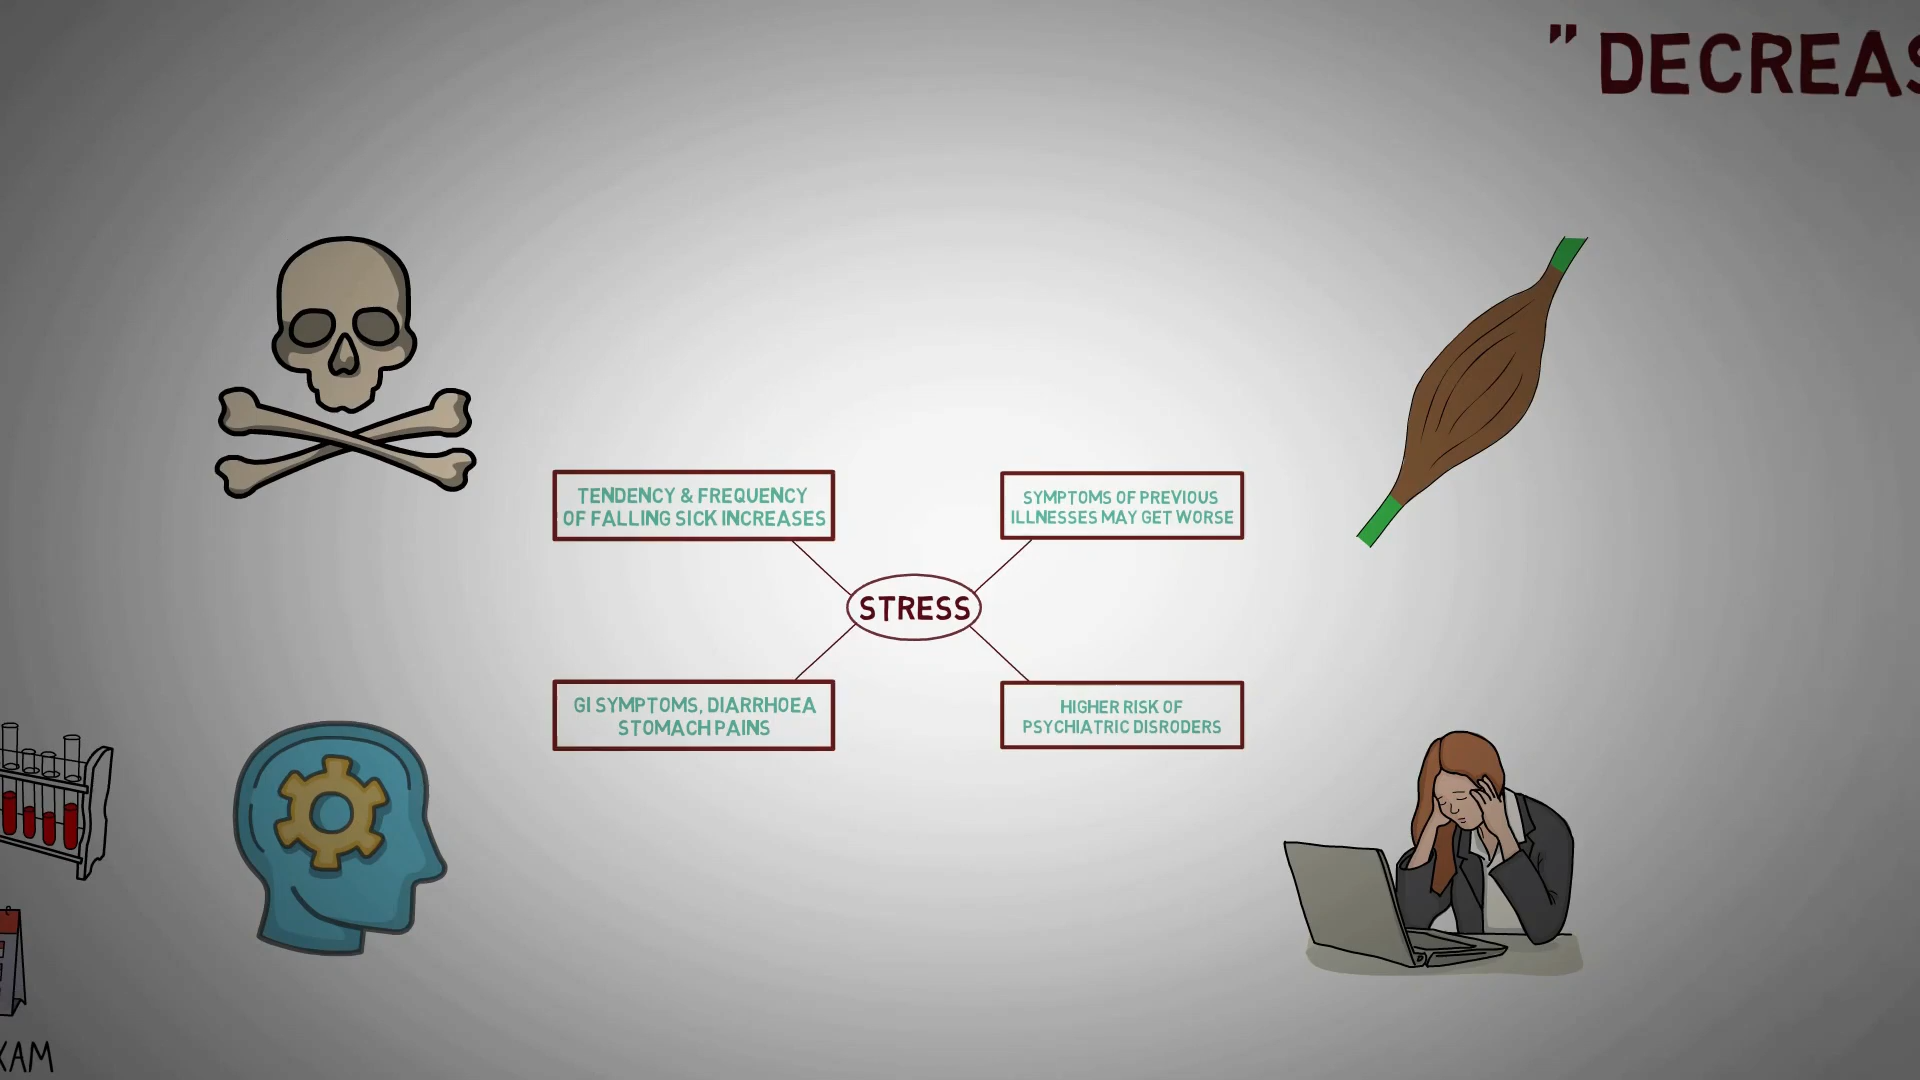 " DECREAS
TENDENCY & FREQUENCY
OF FALLING SICK INCREASES
SYMPTOMS OF PREVIOUS
ILLNESSES MAY GET WORSE
STRESS
GI SYMPTOMS, DIARRHOEA
STOMACH PAINS
HIGHER RISK OF
PSYCHIATRIC DISRODERS
XAM